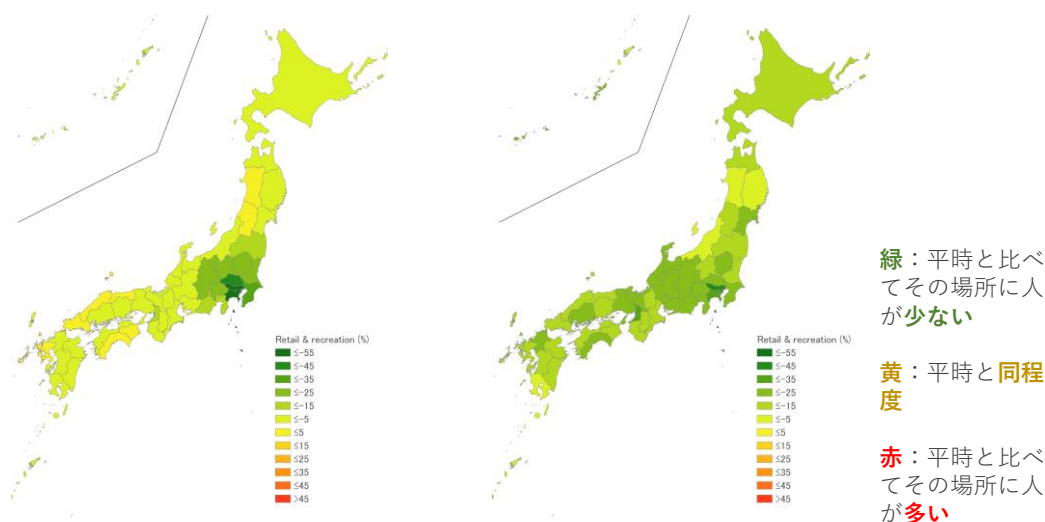 Retail & recreation (%)
≤-55
≤-45
≤-35
≤-25
≤-15
≤-5
≤5
≤15
≤25
≤35
≤45
>45
Retail & recreation (%)
≤-55
≤-45
≤-35
≤-25
≤-15
≤-5
≤5
≤15
≤25
≤35
≤45
>45
緑：平時と比べ
てその場所に人
が少ない
黄：平時と同程
度
赤：平時と比べ
てその場所に人
が多い